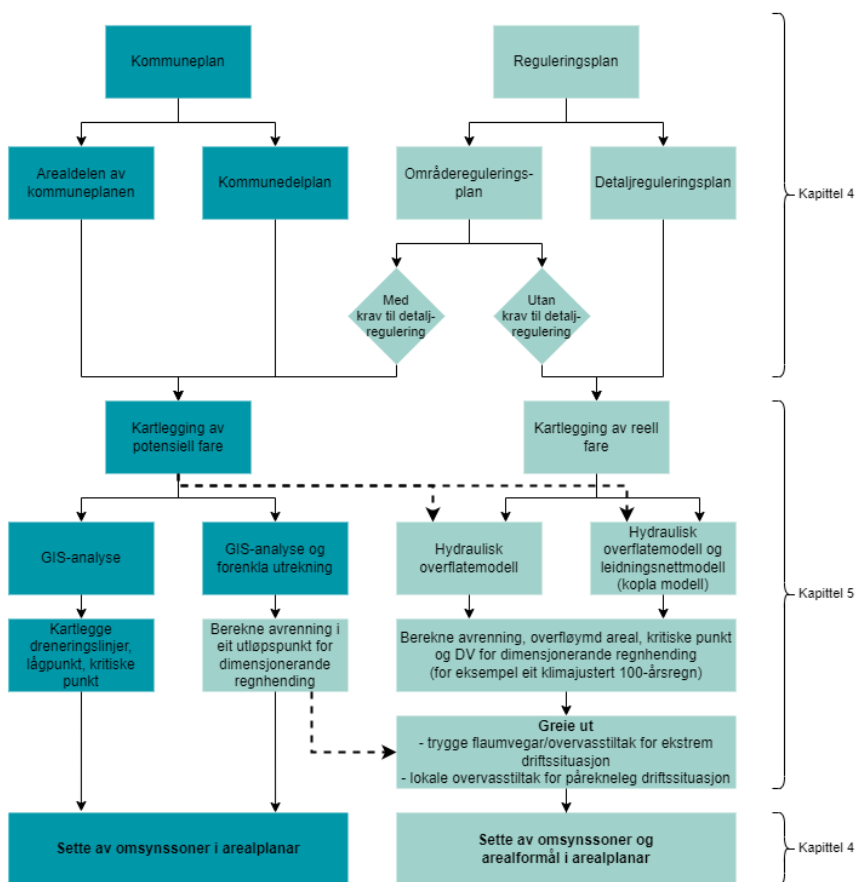 Kommuneplan
Reguleringsplan
Arealdelen av
kommuneplanen
Kommunedelplan
Områderegulerings-
plan
Detaljreguleringsplan
Kapittel 4
Med
krav til detalj-
regulering
Utan
krav til detalj-
regulering
Kartlegging av
potensiell fare
Kartlegging av reell
fare
GIS-analyse
GIS-analyse og
forenkla utrekning
Hydraulisk
overflatemodell
Hydraulisk
overflatemodell og
leidningsnettmodell
(kopla modell)
Kapittel 5
Kartlegge
dreneringslinjer,
lågpunkt, kritiske
punkt
Berekne avrenning i
eit utløpspunkt for
dimensjonerande
regnhending
Berekne avrenning, overfløymd areal, kritiske punkt
og DV for dimensjonerande regnhending
(for eksempel eit klimajustert 100-årsregn)
Greie ut
- trygge flaumvegar/overvasstiltak for ekstrem
driftssituasjon
- lokale overvasstiltak for pårekneleg driftssituasjon
Sette av omsynssoner i arealplanar
Sette av omsynssoner og
arealformål i arealplanar
Kapittel 4